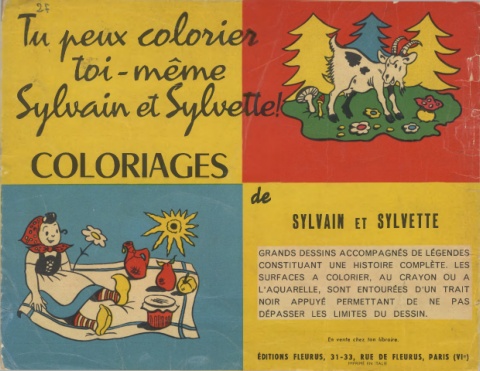 27
Tu peux colorier
toi-même
Sylvain et Sylvette!
COLORIAGES
de
SYLVAIN ET SYLVETTE
GRANDS DESSINS ACCOMPAGNÉS DE LÉGENDES
CONSTITUANT UNE HISTOIRE COMPLÈTE. LES
SURFACES A COLORIER, AU CRAYON OU A
L'AQUARELLE, SONT ENTOURÉES D'UN TRAIT
NOIR APPUYÉ PERMETTANT DE NE PAS
DÉPASSER LES LIMITES DU DESSIN.
En vente chez ton libraire.
ÉDITIONS FLEURUS, 31-33, RUE DE FLEURUS, PARIS (VIe)